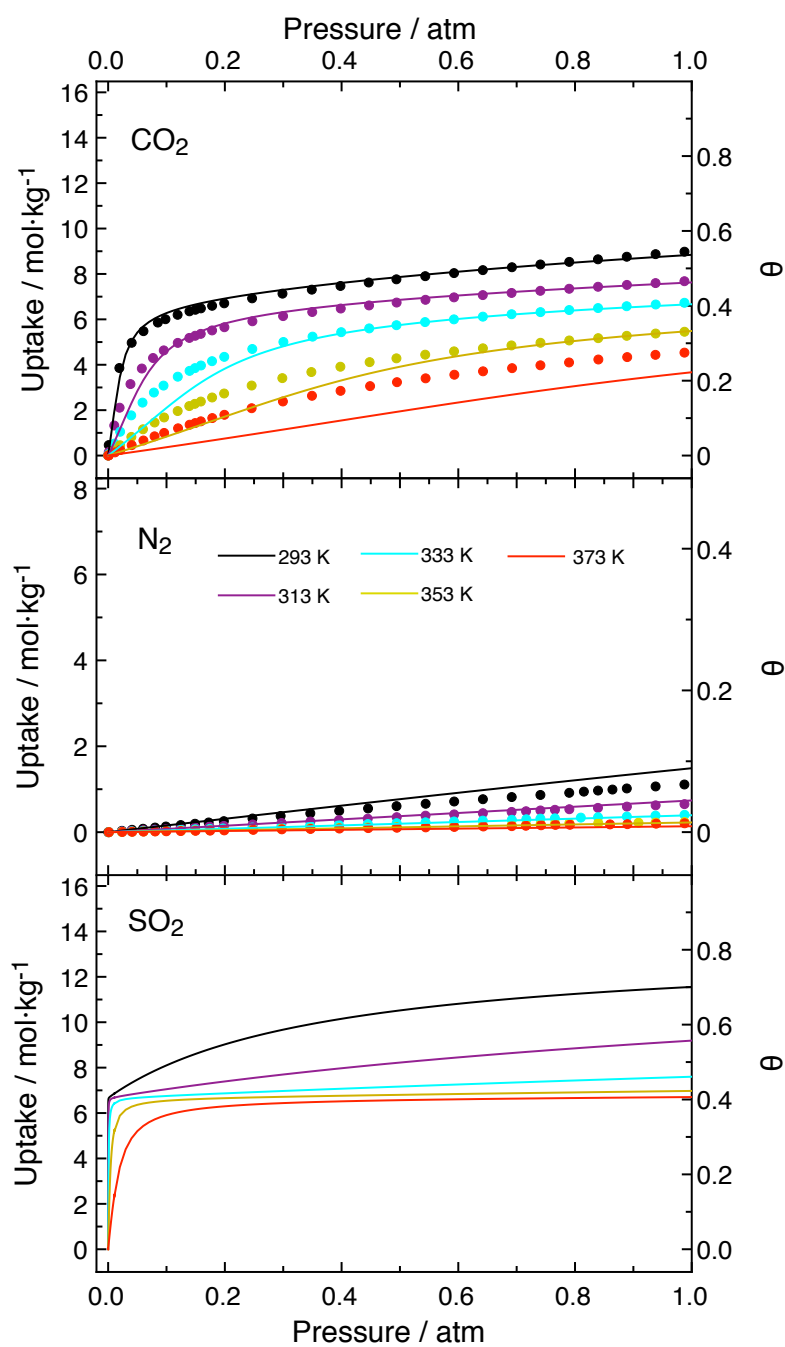 Pressure / atm
0.0 0.2 0.4 0.6 0.8 1.0
CO2
Uptake / mol·kg-1
16
14
12
10
8
6
4
2
0
0.8
0.6
0.4
0.2
0
θ
N2
293 K 333 K 373 K
313 K 353 K
Uptake / mol·kg-1
8
6
4
2
0
0.4
0.2
0.0
θ
SO2
Uptake / mol·kg-1
16
14
12
10
8
6
4
2
0
0.8
0.6
0.4
0.2
0.0
θ
0.0 0.2 0.4 0.6 0.8 1.0
Pressure / atm